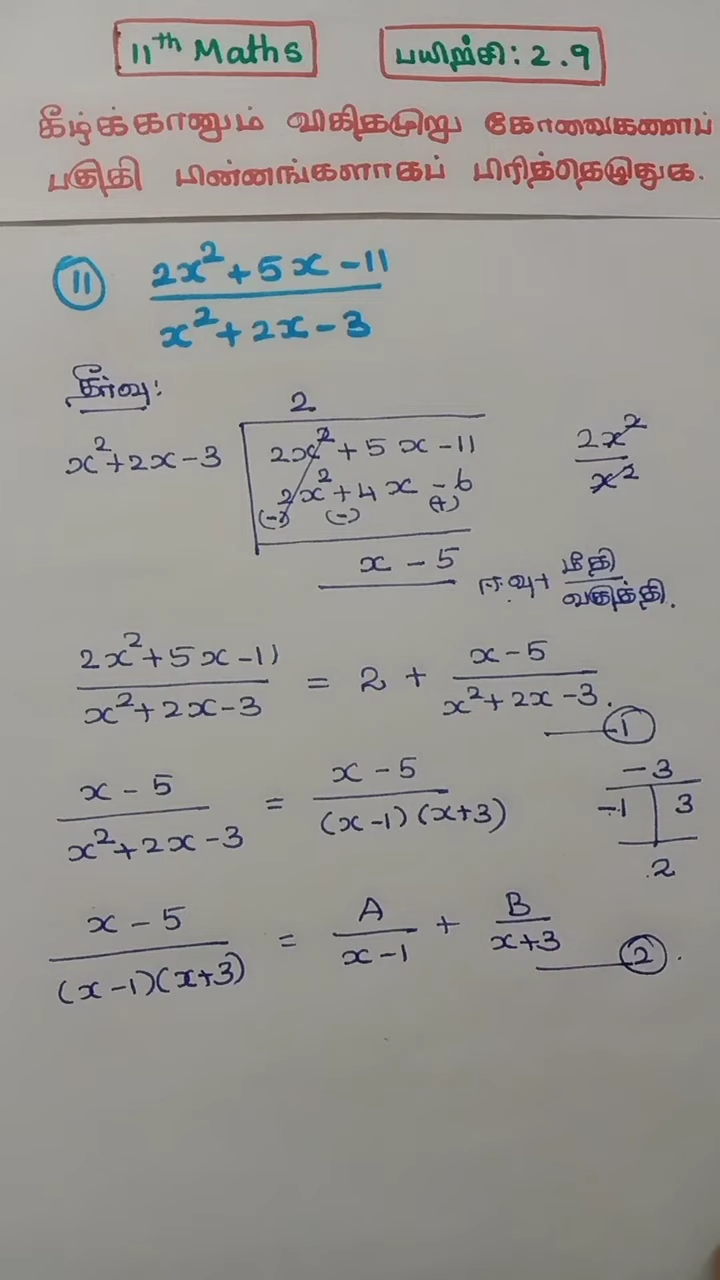 11th Maths
பயிற்சி: 2.9
கீழ்க்கானும் விகிதமுறு கோவைகளைப்
பகுதி பின்னங்களாகப் பிரித்தெழுதுக.
11 (2x² + 5x - 11)/(x² + 2x - 3)
தீர்வு:
2
x² + 2x - 3 2x² + 5x - 11 2x²/x²
2x² + 4x - 6
(-) (-) (+)
x - 5 ஈவு + மீதி/வகுத்தி.
(2x² + 5x - 11)/(x² + 2x - 3) = 2 + (x - 5)/(x² + 2x - 3). — 1
(x - 5)/(x² + 2x - 3) = (x - 5)/((x - 1)(x + 3))
-3
-1 3
2
(x - 5)/((x - 1)(x + 3)) = A/(x - 1) + B/(x + 3) — 2.